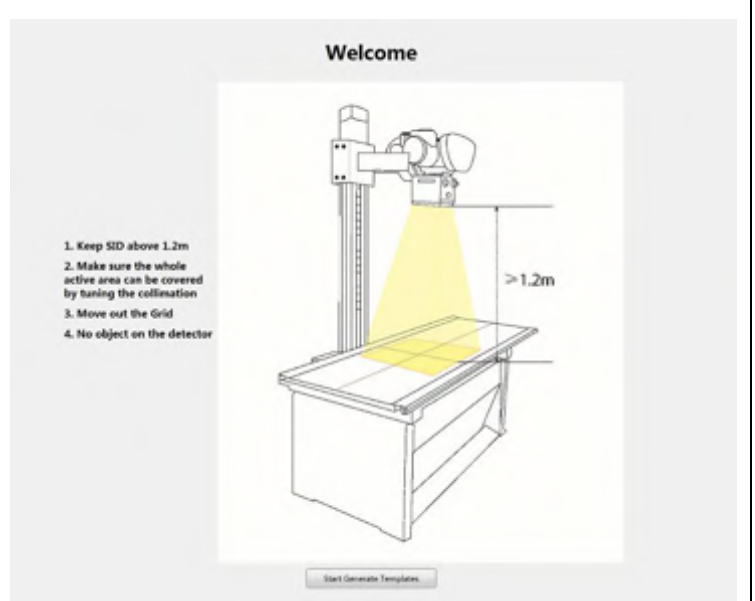 Welcome
1. Keep SID above 1.2m
2. Make sure the whole
active area can be covered
by tuning the collimation
3. Move out the Grid
4. No object on the detector
≥1.2m
Start Generate Templates